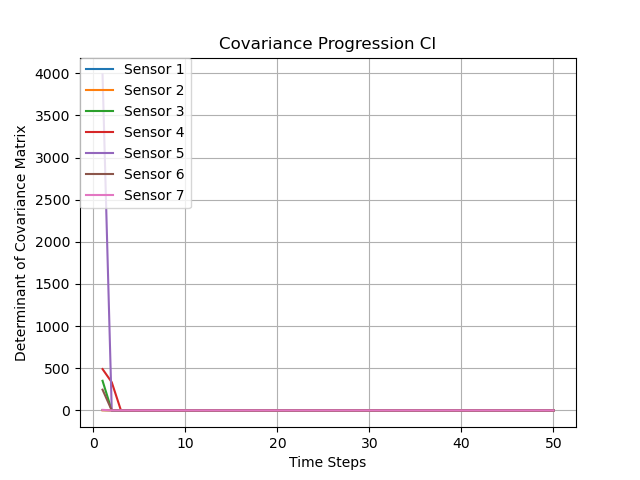 Covariance Progression CI
Determinant of Covariance Matrix
4000
3500
3000
2500
2000
1500
1000
500
0
Sensor 1
Sensor 2
Sensor 3
Sensor 4
Sensor 5
Sensor 6
Sensor 7
0 10 20 30 40 50
Time Steps